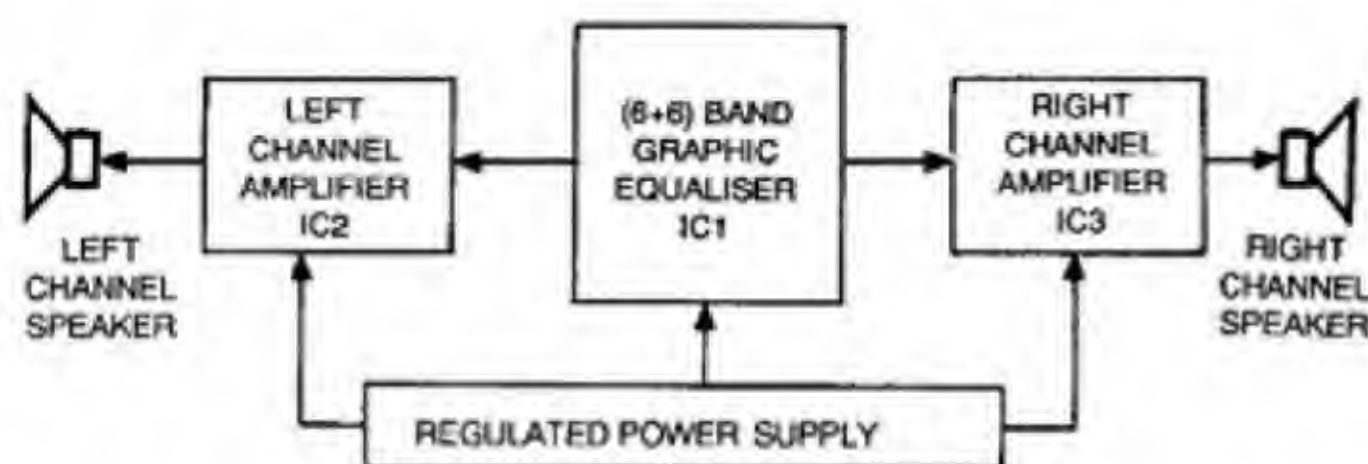 LEFT
CHANNEL
AMPLIFIER
IC2
(6+6) BAND
GRAPHIC
EQUALISER
IC1
RIGHT
CHANNEL
AMPLIFIER
IC3
LEFT
CHANNEL
SPEAKER
RIGHT
CHANNEL
SPEAKER
REGULATED POWER SUPPLY